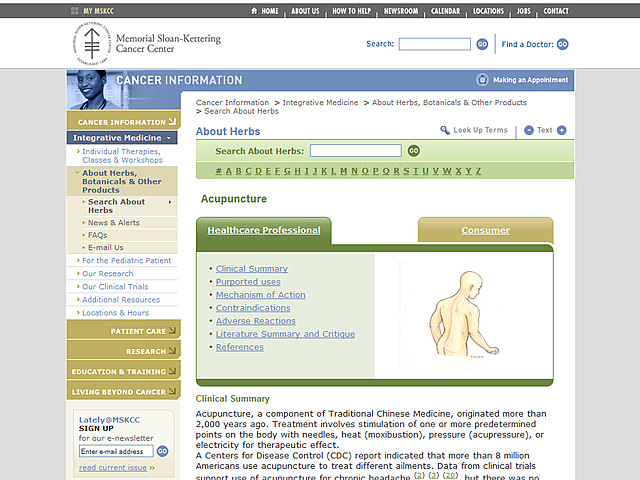 MY MSKCC
HOME | ABOUT US | HOW TO HELP | NEWSROOM | CALENDAR | LOCATIONS | JOBS | CONTACT
Memorial Sloan-Kettering
Cancer Center
Search: GO Find a Doctor: GO
CANCER INFORMATION
Making an Appointment
CANCER INFORMATION
Integrative Medicine
Individual Therapies,
Classes & Workshops
About Herbs,
Botanicals & Other
Products
Search About
Herbs
News & Alerts
FAQs
E-mail Us
For the Pediatric Patient
Our Research
Our Clinical Trials
Additional Resources
Locations & Hours
PATIENT CARE
RESEARCH
EDUCATION & TRAINING
LIVING BEYOND CANCER
Lately@MSKCC
SIGN UP
for our e-newsletter
Enter e-mail address GO
read current issue »
Cancer Information > Integrative Medicine > About Herbs, Botanicals & Other Products
> Search About Herbs
About Herbs
Look Up Terms | - Text +
Search About Herbs: GO
# A B C D E F G H I J K L M N O P Q R S T U V W X Y Z
Acupuncture
Healthcare Professional
Consumer
• Clinical Summary
• Purported uses
• Mechanism of Action
• Contraindications
• Adverse Reactions
• Literature Summary and Critique
• References
Clinical Summary
Acupuncture, a component of Traditional Chinese Medicine, originated more than
2,000 years ago. Treatment involves stimulation of one or more predetermined
points on the body with needles, heat (moxibustion), pressure (acupressure), or
electricity for therapeutic effect.
A Centers for Disease Control (CDC) report indicated that more than 8 million
Americans use acupuncture to treat different ailments. Data from clinical trials
support use of acupuncture for chronic headache (2) (3) (20), but there was no